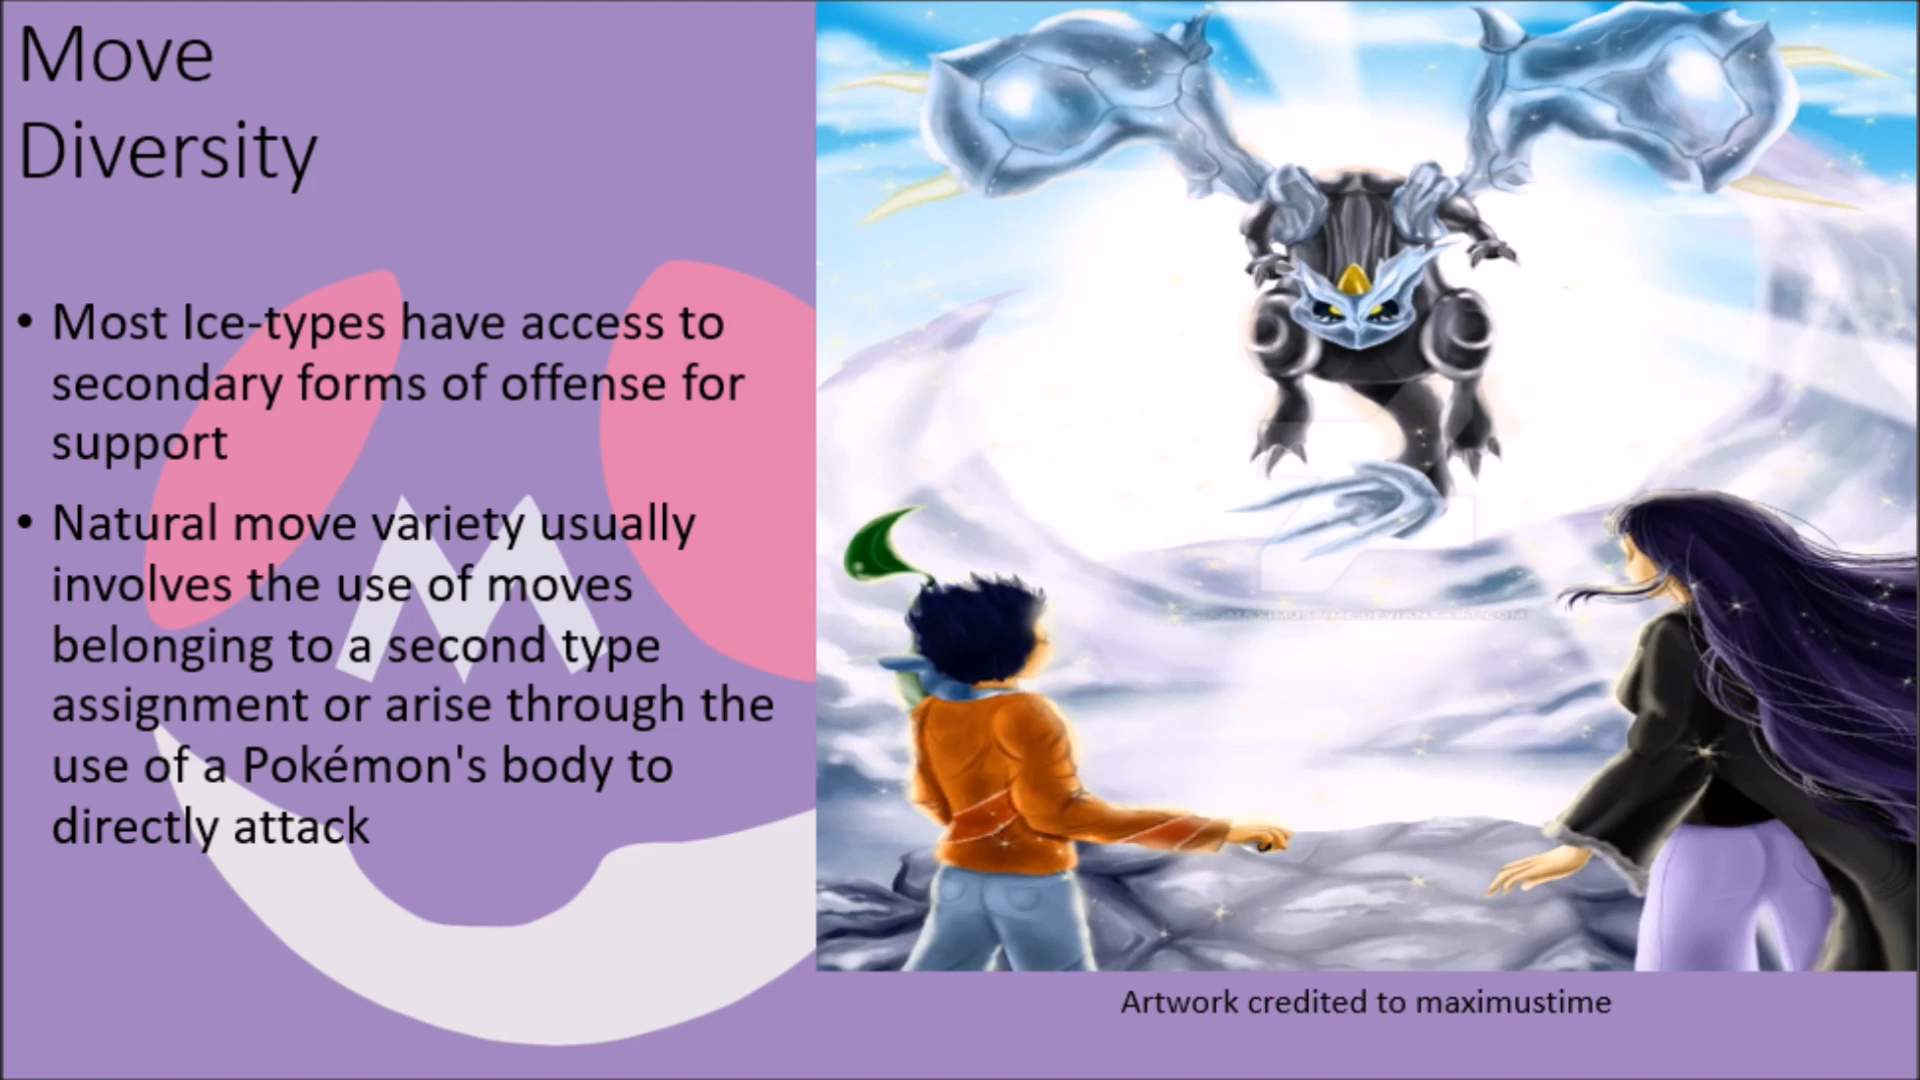 Move
Diversity
• Most Ice-types have access to
secondary forms of offense for
support
• Natural move variety usually
involves the use of moves
belonging to a second type
assignment or arise through the
use of a Pokémon's body to
directly attack
Artwork credited to maximustime